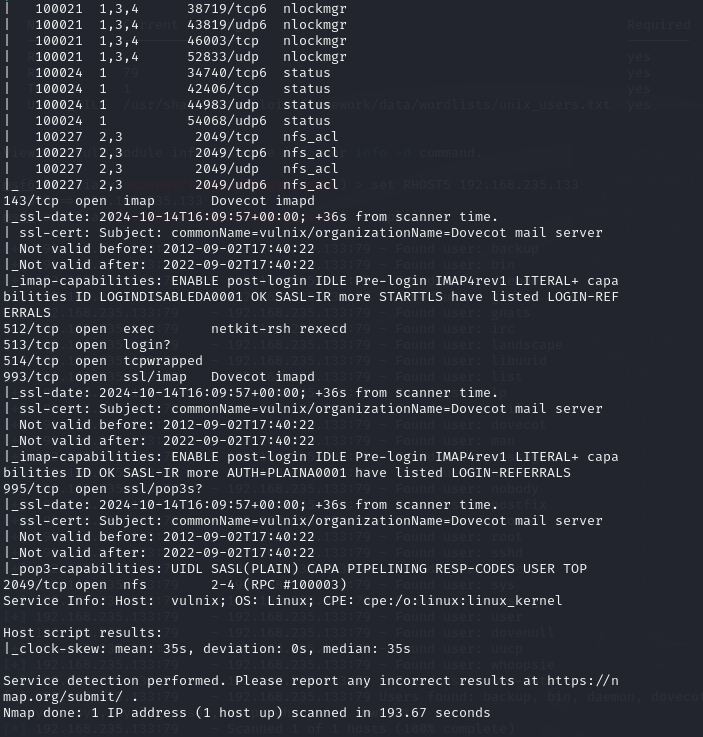 |   100021  1,3,4      38719/tcp6  nlockmgr
|   100021  1,3,4      43819/udp6  nlockmgr
|   100021  1,3,4      46003/tcp   nlockmgr
|   100021  1,3,4      52833/udp   nlockmgr
|   100024  1          34740/tcp6  status
|   100024  1          42406/tcp   status
|   100024  1          44983/udp   status
|   100024  1          54068/udp6  status
|   100227  2,3         2049/tcp   nfs_acl
|   100227  2,3         2049/tcp6  nfs_acl
|   100227  2,3         2049/udp   nfs_acl
|_  100227  2,3         2049/udp6  nfs_acl
143/tcp  open  imap       Dovecot imapd
|_ssl-date: 2024-10-14T16:09:57+00:00; +36s from scanner time.
| ssl-cert: Subject: commonName=vulnix/organizationName=Dovecot mail server
| Not valid before: 2012-09-02T17:40:22
|_Not valid after:  2022-09-02T17:40:22
|_imap-capabilities: ENABLE post-login IDLE Pre-login IMAP4rev1 LITERAL+ capa
bilities ID LOGINDISABLEDA0001 OK SASL-IR more STARTTLS have listed LOGIN-REF
ERRALS
512/tcp  open  exec       netkit-rsh rexecd
513/tcp  open  login?
514/tcp  open  tcpwrapped
993/tcp  open  ssl/imap   Dovecot imapd
|_ssl-date: 2024-10-14T16:09:57+00:00; +36s from scanner time.
| ssl-cert: Subject: commonName=vulnix/organizationName=Dovecot mail server
| Not valid before: 2012-09-02T17:40:22
|_Not valid after:  2022-09-02T17:40:22
|_imap-capabilities: ENABLE post-login IDLE Pre-login IMAP4rev1 LITERAL+ capa
bilities ID OK SASL-IR more AUTH=PLAINA0001 have listed LOGIN-REFERRALS
995/tcp  open  ssl/pop3s?
|_ssl-date: 2024-10-14T16:09:57+00:00; +36s from scanner time.
| ssl-cert: Subject: commonName=vulnix/organizationName=Dovecot mail server
| Not valid before: 2012-09-02T17:40:22
|_Not valid after:  2022-09-02T17:40:22
|_pop3-capabilities: UIDL SASL(PLAIN) CAPA PIPELINING RESP-CODES USER TOP
2049/tcp open  nfs        2-4 (RPC #100003)
Service Info: Host:  vulnix; OS: Linux; CPE: cpe:/o:linux:linux_kernel
Host script results:
|_clock-skew: mean: 35s, deviation: 0s, median: 35s
Service detection performed. Please report any incorrect results at https://n
map.org/submit/ .
Nmap done: 1 IP address (1 host up) scanned in 193.67 seconds